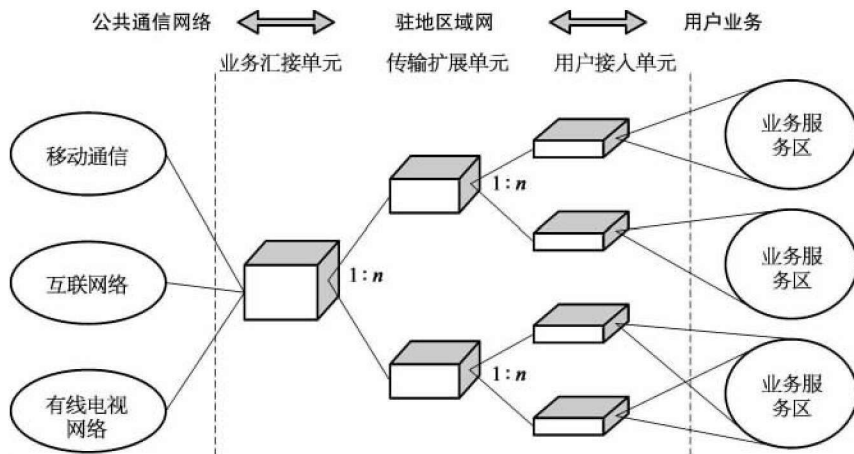 公共通信网络
驻地区域网
用户业务
业务汇接单元
传输扩展单元
用户接入单元
移动通信
互联网络
有线电视
网络
1:n
1:n
1:n
业务服
务区
业务服
务区
业务服
务区